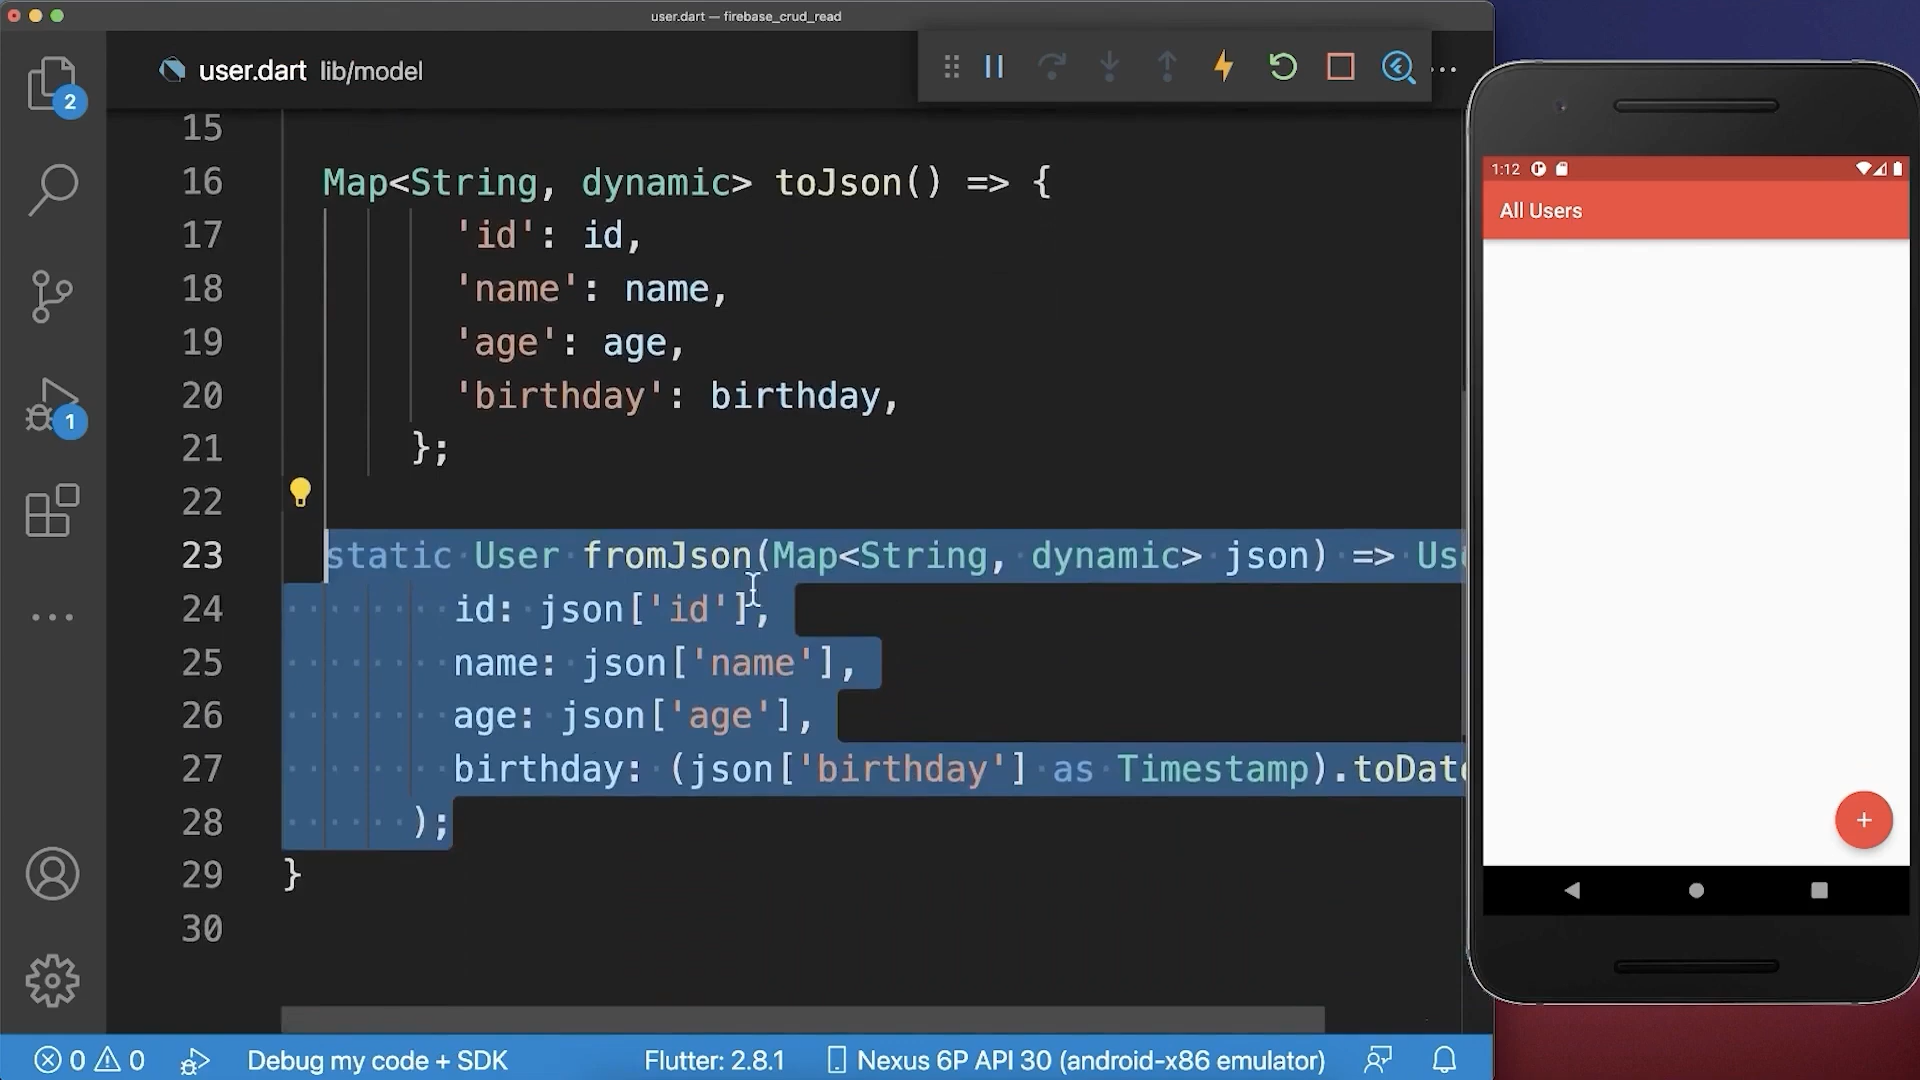 user.dart — firebase_crud_read
user.dart lib/model
2
1
15
16 Map<String, dynamic> toJson() => {
17 'id': id,
18 'name': name,
19 'age': age,
20 'birthday': birthday,
21 };
22
23 static User fromJson(Map<String, dynamic> json) => Use
24 id: json['id'],
25 name: json['name'],
26 age: json['age'],
27 birthday: (json['birthday'] as Timestamp).toDate
28 );
29 }
30
0 0 Debug my code + SDK Flutter: 2.8.1 Nexus 6P API 30 (android-x86 emulator)
1:12
All Users